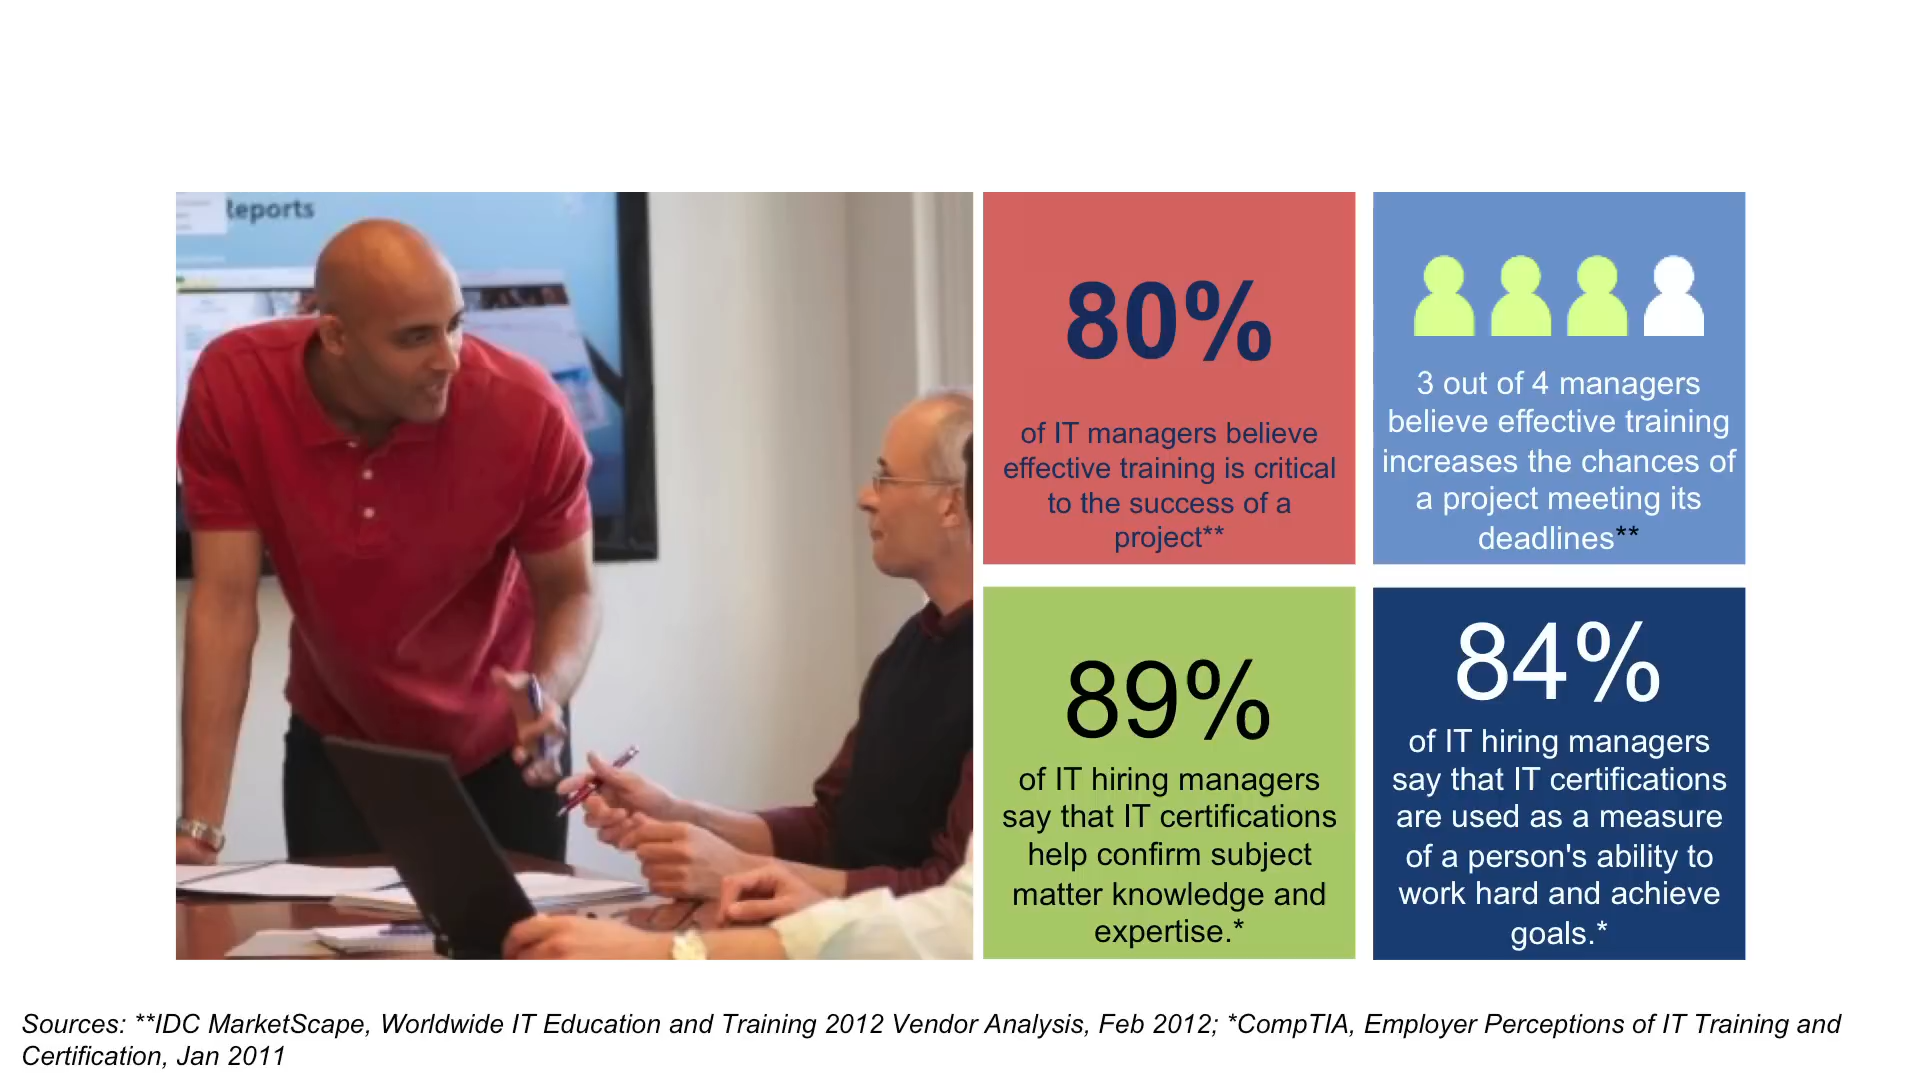 Reports
80%
of IT managers believe
effective training is critical
to the success of a
project**
3 out of 4 managers
believe effective training
increases the chances of
a project meeting its
deadlines**
89%
of IT hiring managers
say that IT certifications
help confirm subject
matter knowledge and
expertise.*
84%
of IT hiring managers
say that IT certifications
are used as a measure
of a person's ability to
work hard and achieve
goals.*
Sources: **IDC MarketScape, Worldwide IT Education and Training 2012 Vendor Analysis, Feb 2012; *CompTIA, Employer Perceptions of IT Training and
Certification, Jan 2011